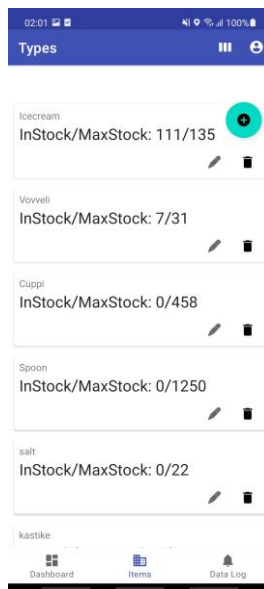 02:01 100%
Types
Icecream
InStock/MaxStock: 111/135
Vovveli
InStock/MaxStock: 7/31
Cuppi
InStock/MaxStock: 0/458
Spoon
InStock/MaxStock: 0/1250
salt
InStock/MaxStock: 0/22
kastike
Dashboard Items Data Log